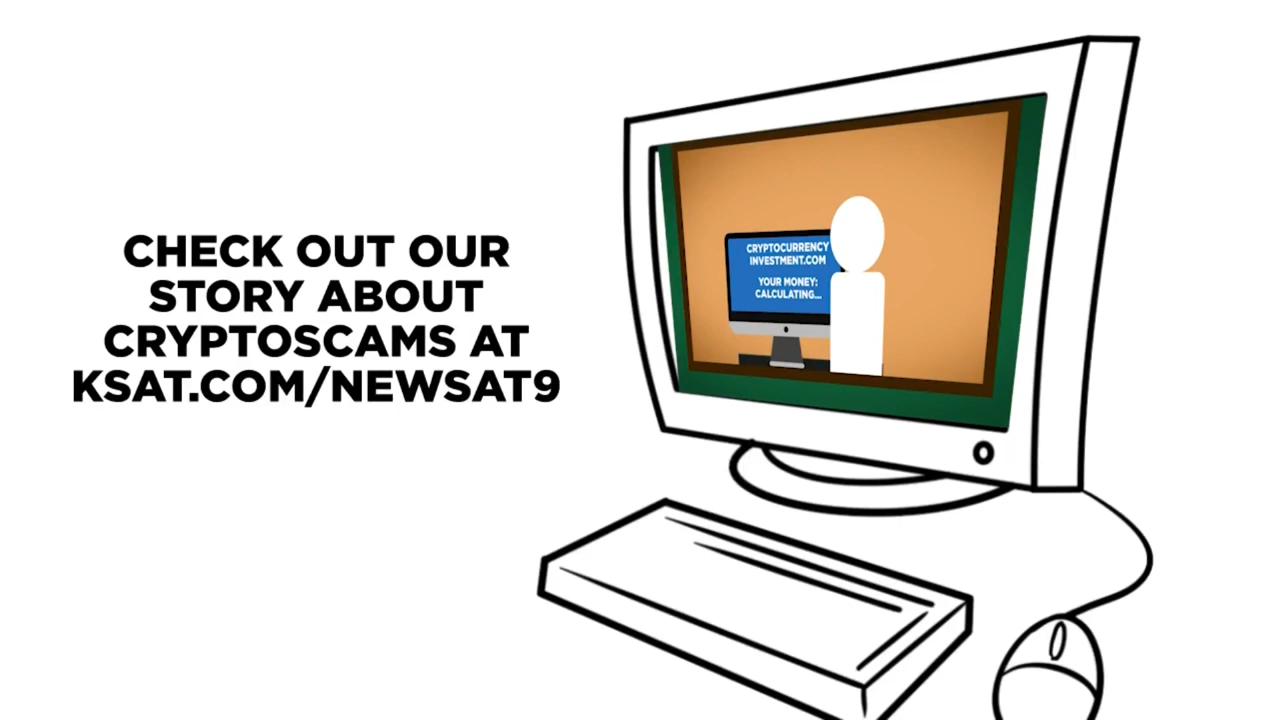 CHECK OUT OUR
STORY ABOUT
CRYPTOSCAMS AT
KSAT.COM/NEWSAT9
CRYPTOCURRENCY
INVESTMENT.COM
YOUR MONEY:
CALCULATING...